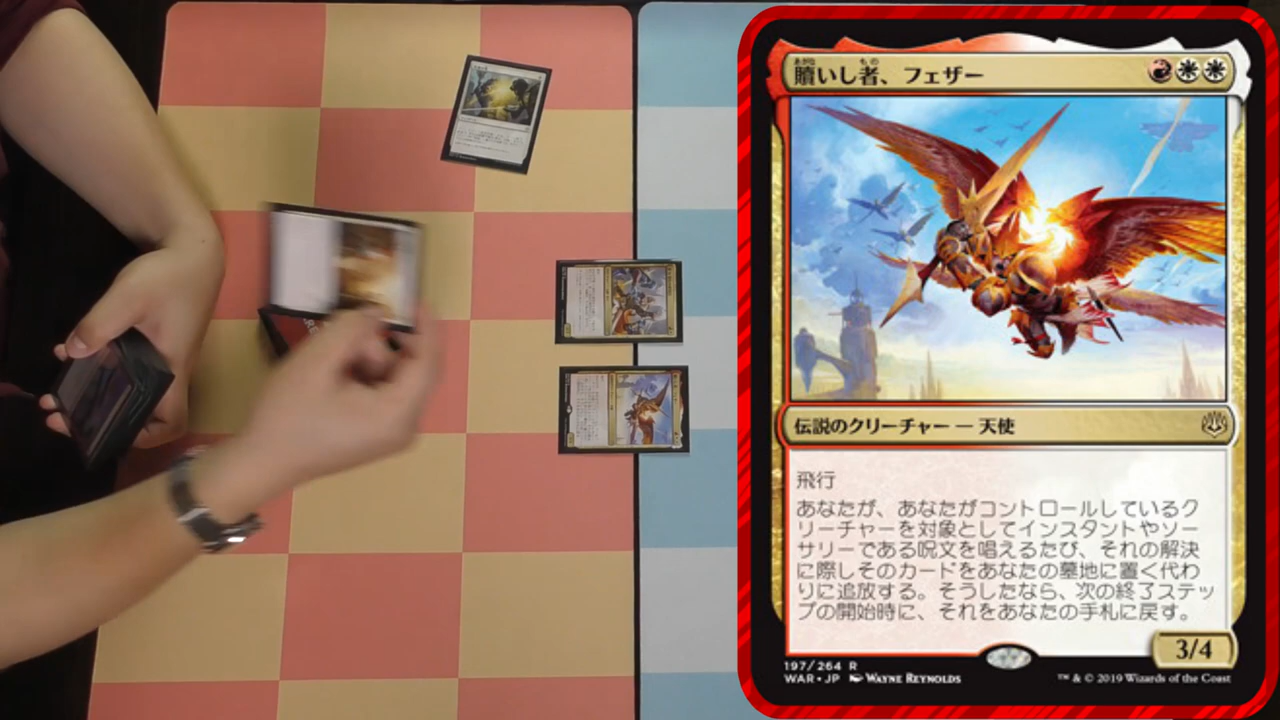 贖いし者、フェザー
あがな
もの
伝説のクリーチャー — 天使
飛行
あなたが、あなたがコントロールしているク
リーチャーを対象としてインスタントやソー
サリーである呪文を唱えるたび、それの解決
に際しそのカードをあなたの墓地に置く代わ
りに追放する。そうしたなら、次の終了ステッ
プの開始時に、それをあなたの手札に戻す。
3/4
197/264 R
WAR • JP WAYNE REYNOLDS
™ & © 2019 Wizards of the Coast